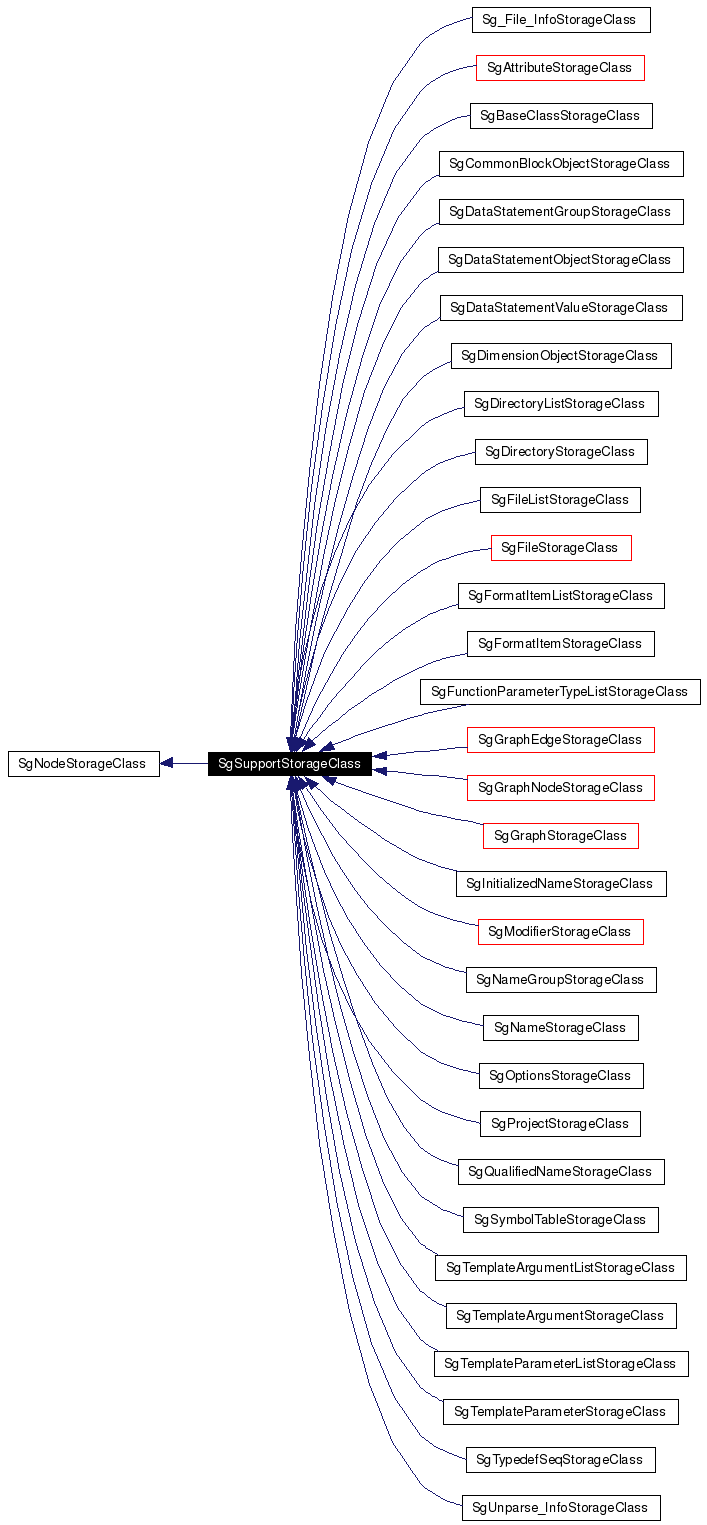 Sg_File_InfoStorageClass
SgAttributeStorageClass
SgBaseClassStorageClass
SgCommonBlockObjectStorageClass
SgDataStatementGroupStorageClass
SgDataStatementObjectStorageClass
SgDataStatementValueStorageClass
SgDimensionObjectStorageClass
SgDirectoryListStorageClass
SgDirectoryStorageClass
SgFileListStorageClass
SgFileStorageClass
SgFormatItemListStorageClass
SgFormatItemStorageClass
SgFunctionParameterTypeListStorageClass
SgGraphEdgeStorageClass
SgNodeStorageClass
SgSupportStorageClass
SgGraphNodeStorageClass
SgGraphStorageClass
SgInitializedNameStorageClass
SgModifierStorageClass
SgNameGroupStorageClass
SgNameStorageClass
SgOptionsStorageClass
SgProjectStorageClass
SgQualifiedNameStorageClass
SgSymbolTableStorageClass
SgTemplateArgumentListStorageClass
SgTemplateArgumentStorageClass
SgTemplateParameterListStorageClass
SgTemplateParameterStorageClass
SgTypedefSeqStorageClass
SgUnparse_InfoStorageClass